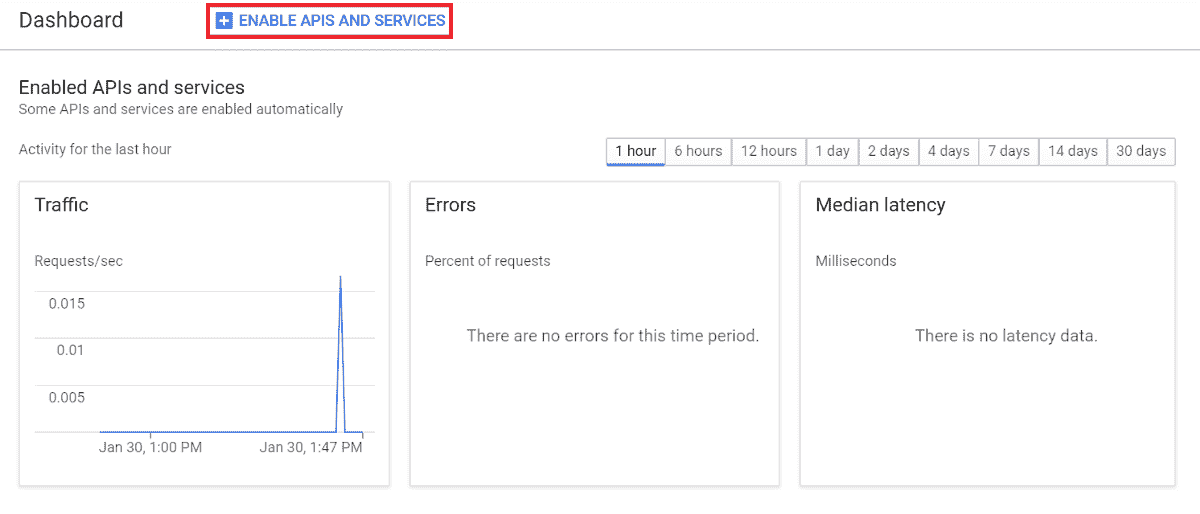 Dashboard
ENABLE APIS AND SERVICES
Enabled APIs and services
Some APIs and services are enabled automatically
Activity for the last hour
1 hour
6 hours
12 hours
1 day
2 days
4 days
7 days
14 days
30 days
Traffic
Requests/sec
0.015
0.01
0.005
Jan 30, 1:00 PM
Jan 30, 1:47 PM
Errors
Percent of requests
There are no errors for this time period.
Median latency
Milliseconds
There is no latency data.